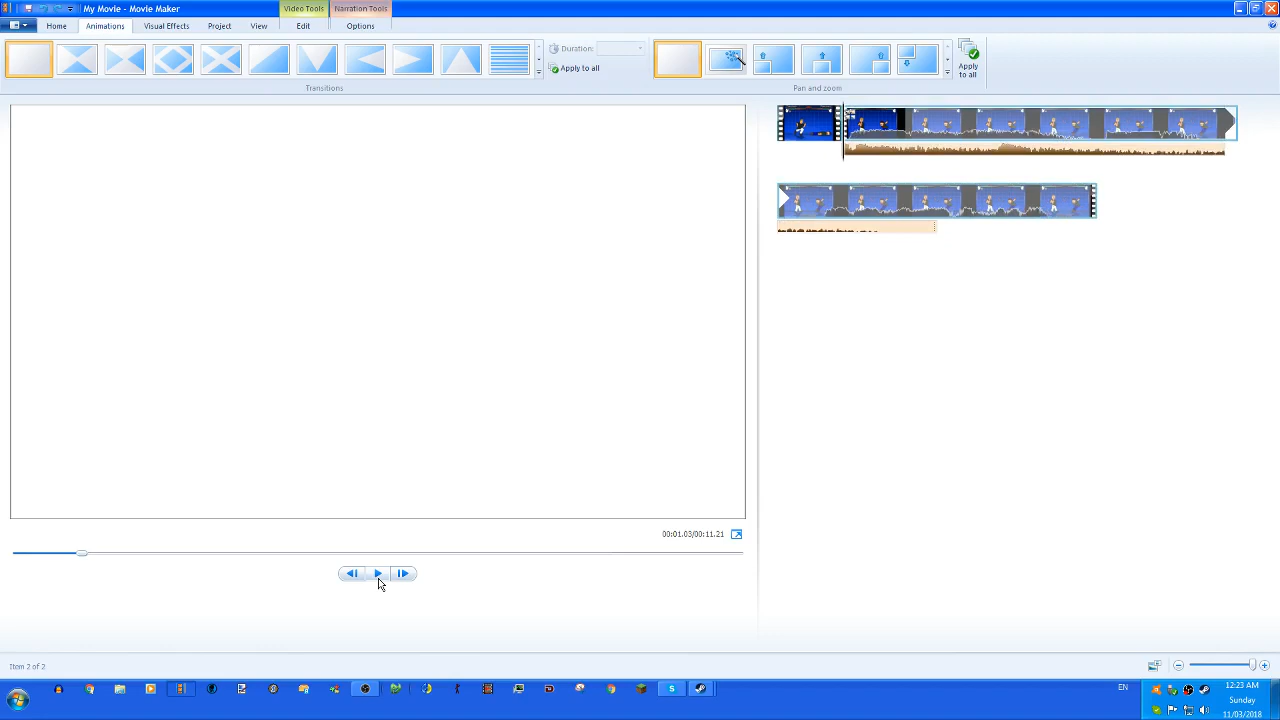 My Movie - Movie Maker
Video Tools
Narration Tools
Home
Animations
Visual Effects
Project
View
Edit
Options
Duration:
Apply to all
Apply
to all
Transitions
Pan and zoom
00:01.03/00:11.21
Item 2 of 2
EN
12:23 AM
Sunday
11/03/2018